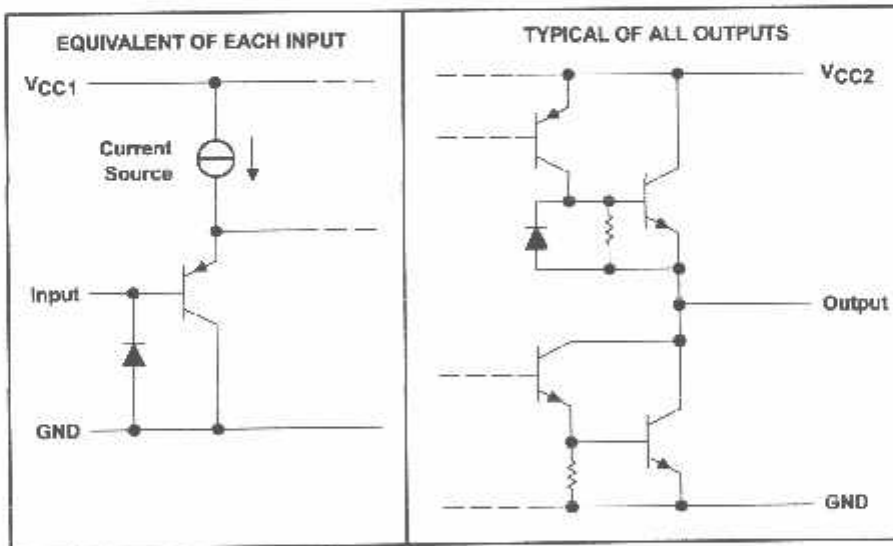 EQUIVALENT OF EACH INPUT
VCC1
Current
Source
Input
GND
TYPICAL OF ALL OUTPUTS
VCC2
Output
GND